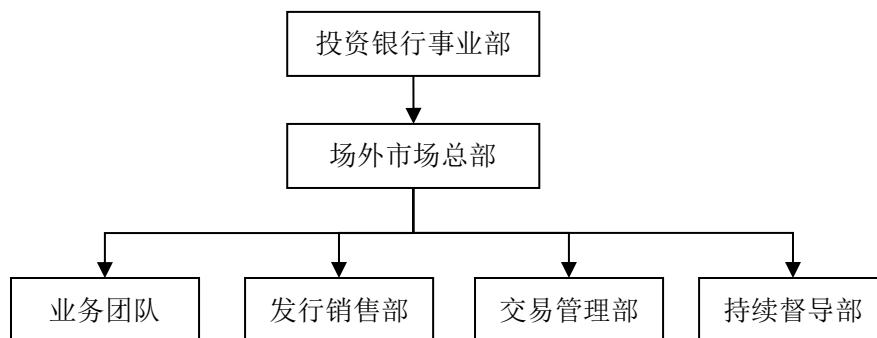 投资银行事业部
场外市场总部
业务团队
发行销售部
交易管理部
持续督导部